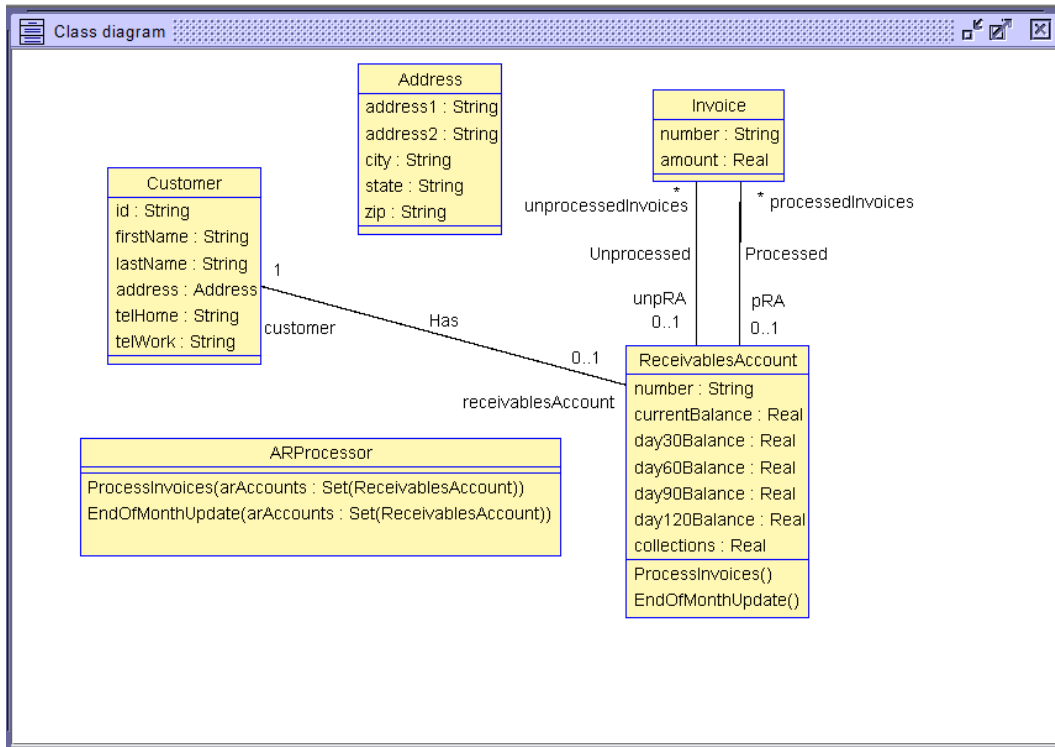 Class diagram
Address
address1 : String
address2 : String
city : String
state : String
zip : String
Invoice
number : String
amount : Real
Customer
id : String
firstName : String
lastName : String
address : Address
telHome : String
telWork : String
*
unprocessedInvoices
* processedInvoices
Unprocessed
Processed
unpRA
0..1
pRA
0..1
1
customer
Has
0..1
receivablesAccount
ReceivablesAccount
number : String
currentBalance : Real
day30Balance : Real
day60Balance : Real
day90Balance : Real
day120Balance : Real
collections : Real
ProcessInvoices()
EndOfMonthUpdate()
ARProcessor
ProcessInvoices(arAccounts : Set(ReceivablesAccount))
EndOfMonthUpdate(arAccounts : Set(ReceivablesAccount))